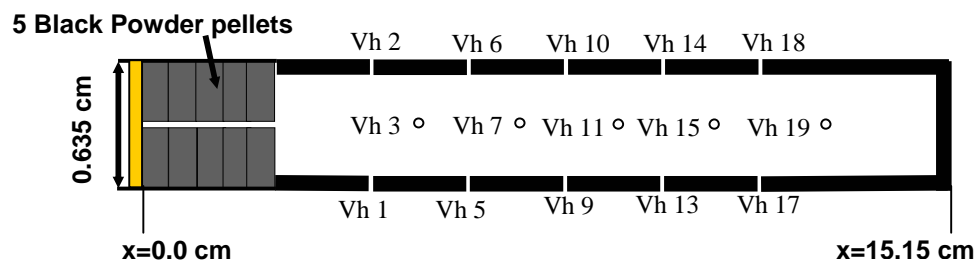 5 Black Powder pellets
Vh 2 Vh 6 Vh 10 Vh 14 Vh 18
0.635 cm
Vh 3 Vh 7 Vh 11 Vh 15 Vh 19
Vh 1 Vh 5 Vh 9 Vh 13 Vh 17
x=0.0 cm x=15.15 cm